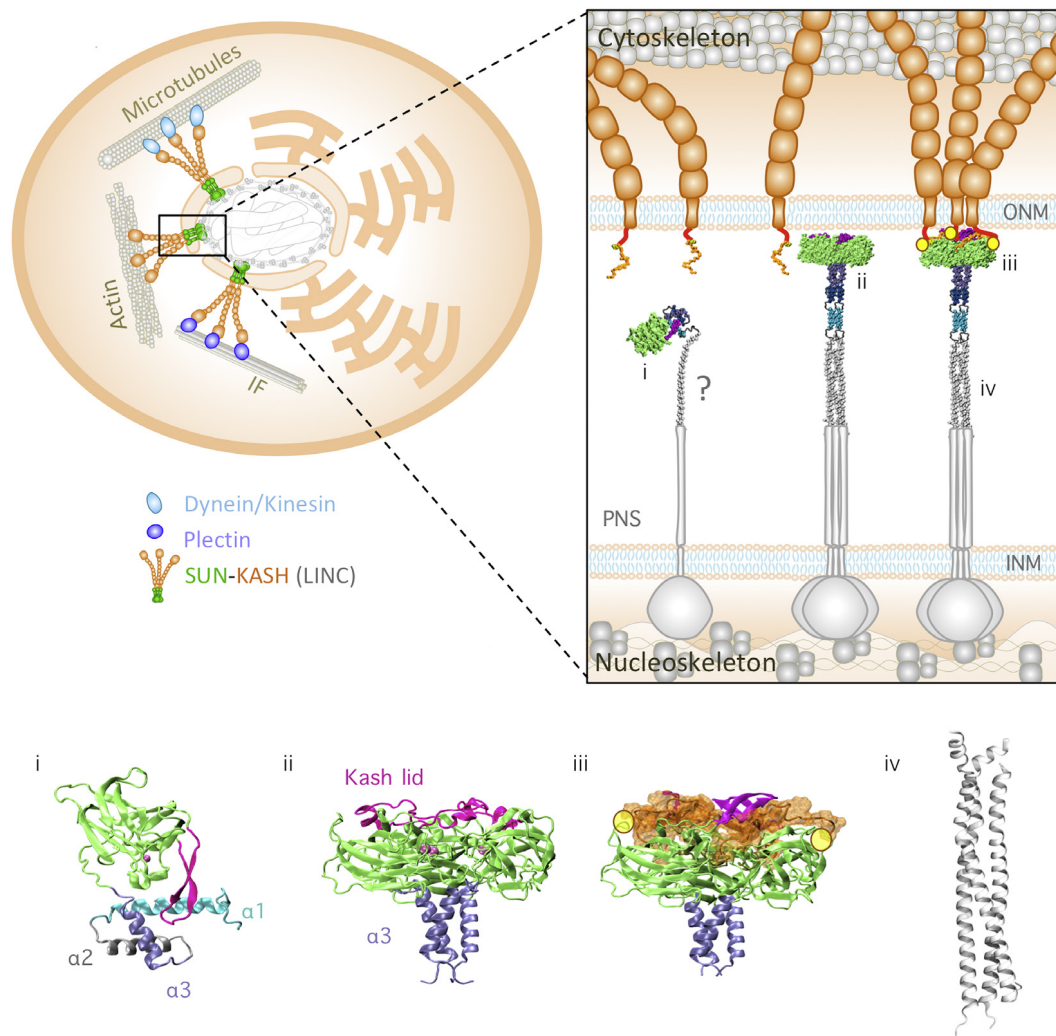 Microtubules
Actin
IF
Dynein/Kinesin
Plectin
SUN-KASH (LINC)
Cytoskeleton
ONM
iii
ii
i
?
iv
PNS
INM
Nucleoskeleton
i
α1
α2
α3
ii
Kash lid
α3
iii
iv